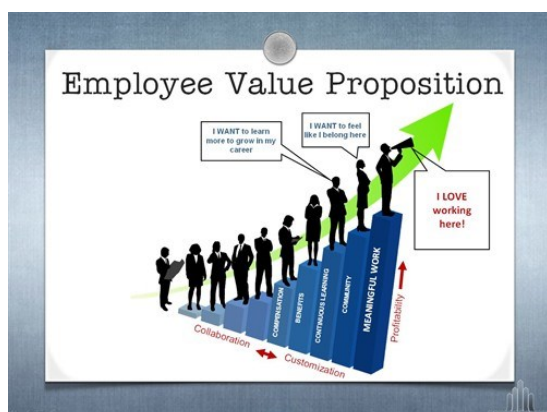 Employee Value Proposition
I WANT to learn
more to grow in my
career
I WANT to feel
like I belong here
I LOVE
working
here!
COMPENSATION
BENEFITS
CONTINUOUS LEARNING
COMMUNITY
MEANINGFUL WORK
Profitability
Collaboration
Customization